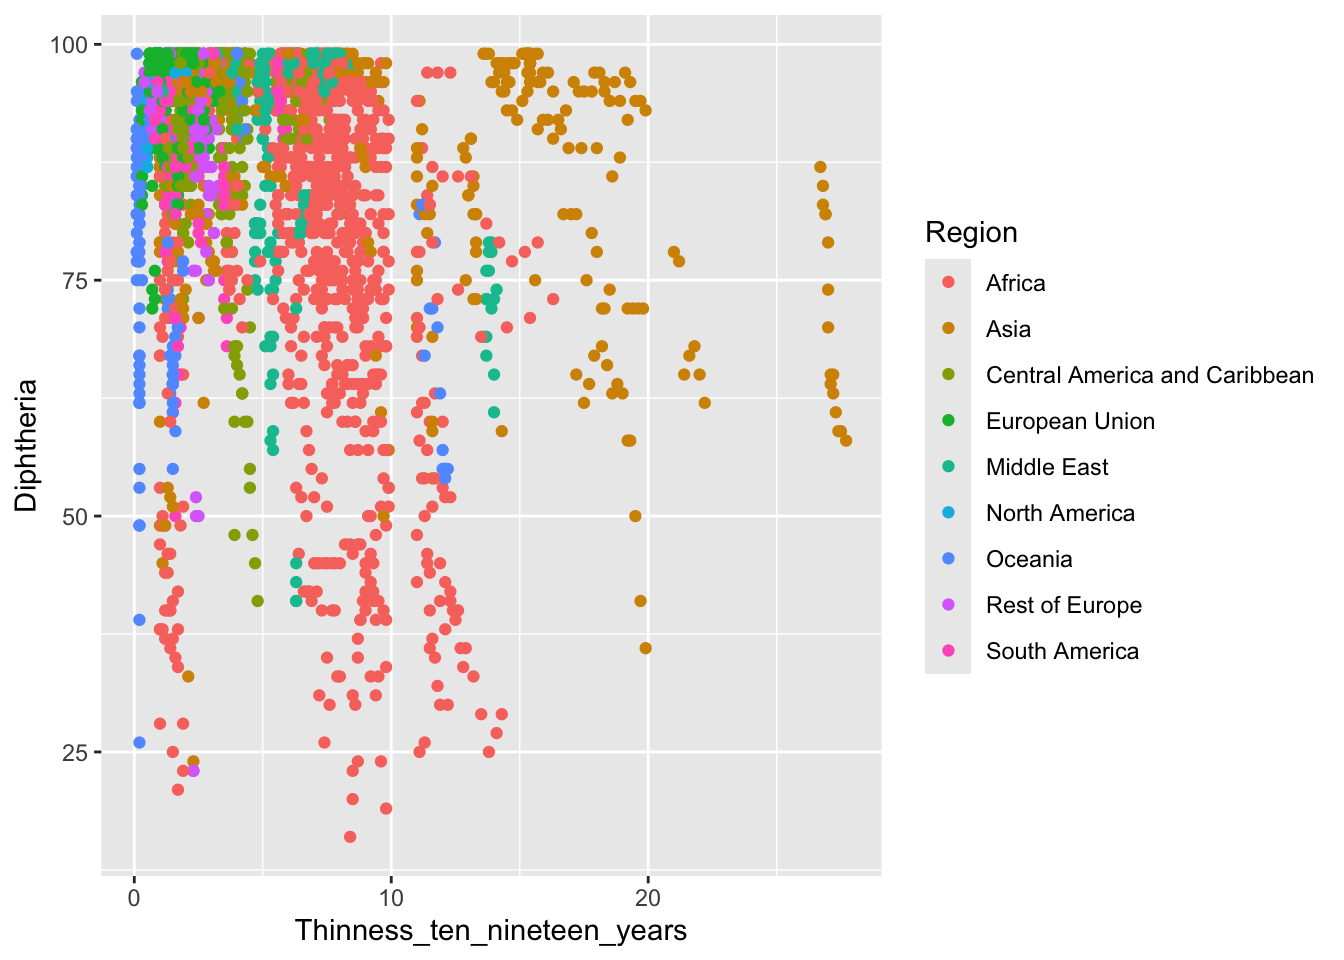 100
75
50
25
Diphtheria
0
10
20
Thinness_ten_nineteen_years
Region
Africa
Asia
Central America and Caribbean
European Union
Middle East
North America
Oceania
Rest of Europe
South America